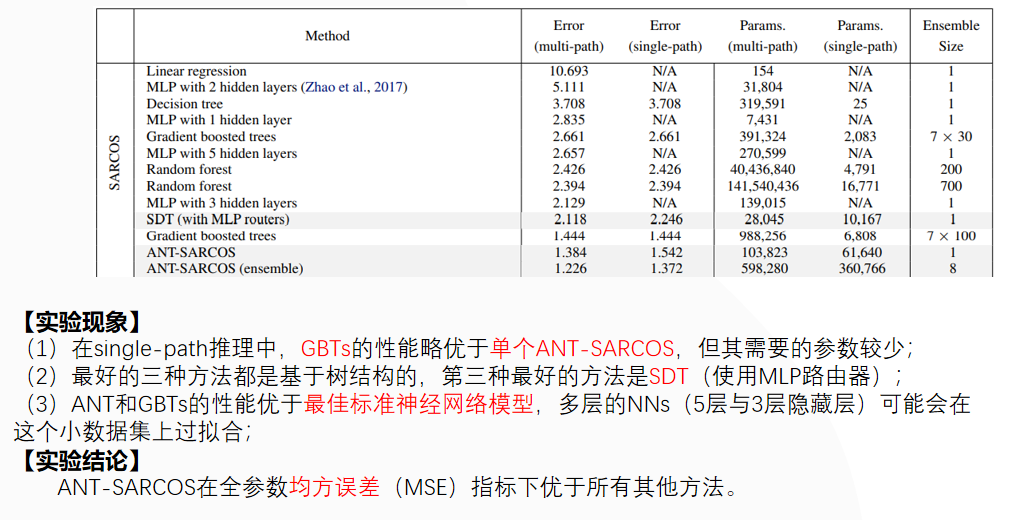 Method Error (multi-path) Error (single-path) Params. (multi-path) Params. (single-path) Ensemble Size
SARCOS
Linear regression 10.693 N/A 154 N/A 1
MLP with 2 hidden layers (Zhao et al., 2017) 5.111 N/A 31,804 N/A 1
Decision tree 3.708 3.708 319,591 25 1
MLP with 1 hidden layer 2.835 N/A 7,431 N/A 1
Gradient boosted trees 2.661 2.661 391,324 2,083 7 × 30
MLP with 5 hidden layers 2.657 N/A 270,599 N/A 1
Random forest 2.426 2.426 40,436,840 4,791 200
Random forest 2.394 2.394 141,540,436 16,771 700
MLP with 3 hidden layers 2.129 N/A 139,015 N/A 1
SDT (with MLP routers) 2.118 2.246 28,045 10,167 1
Gradient boosted trees 1.444 1.444 988,256 6,808 7 × 100
ANT-SARCOS 1.384 1.542 103,823 61,640 1
ANT-SARCOS (ensemble) 1.226 1.372 598,280 360,766 8
【实验现象】
（1）在single-path推理中，GBTs的性能略优于单个ANT-SARCOS，但其需要的参数较少；
（2）最好的三种方法都是基于树结构的，第三种最好的方法是SDT（使用MLP路由器）；
（3）ANT和GBTs的性能优于最佳标准神经网络模型，多层的NNs（5层与3层隐藏层）可能会在
这个小数据集上过拟合；
【实验结论】
ANT-SARCOS在全参数均方误差（MSE）指标下优于所有其他方法。